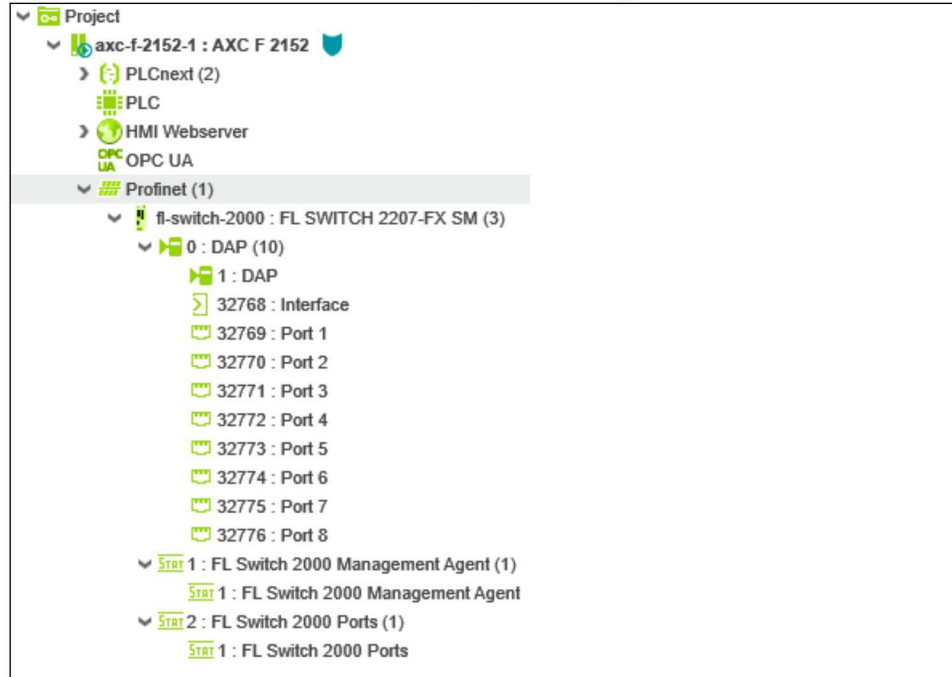 Project
axc-f-2152-1 : AXC F 2152
PLCnext (2)
PLC
HMI Webserver
OPC UA OPC UA
Profinet (1)
fl-switch-2000 : FL SWITCH 2207-FX SM (3)
0 : DAP (10)
1 : DAP
32768 : Interface
32769 : Port 1
32770 : Port 2
32771 : Port 3
32772 : Port 4
32773 : Port 5
32774 : Port 6
32775 : Port 7
32776 : Port 8
STAT 1 : FL Switch 2000 Management Agent (1)
STAT 1 : FL Switch 2000 Management Agent
STAT 2 : FL Switch 2000 Ports (1)
STAT 1 : FL Switch 2000 Ports